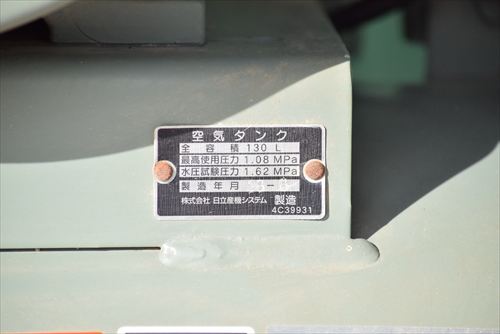 空気タンク
全容積 130 L
最高使用圧力 1.08 MPa
水圧試験圧力 1.62 MPa
製造年月 -
株式会社 日立産機システム 製造
4C39931